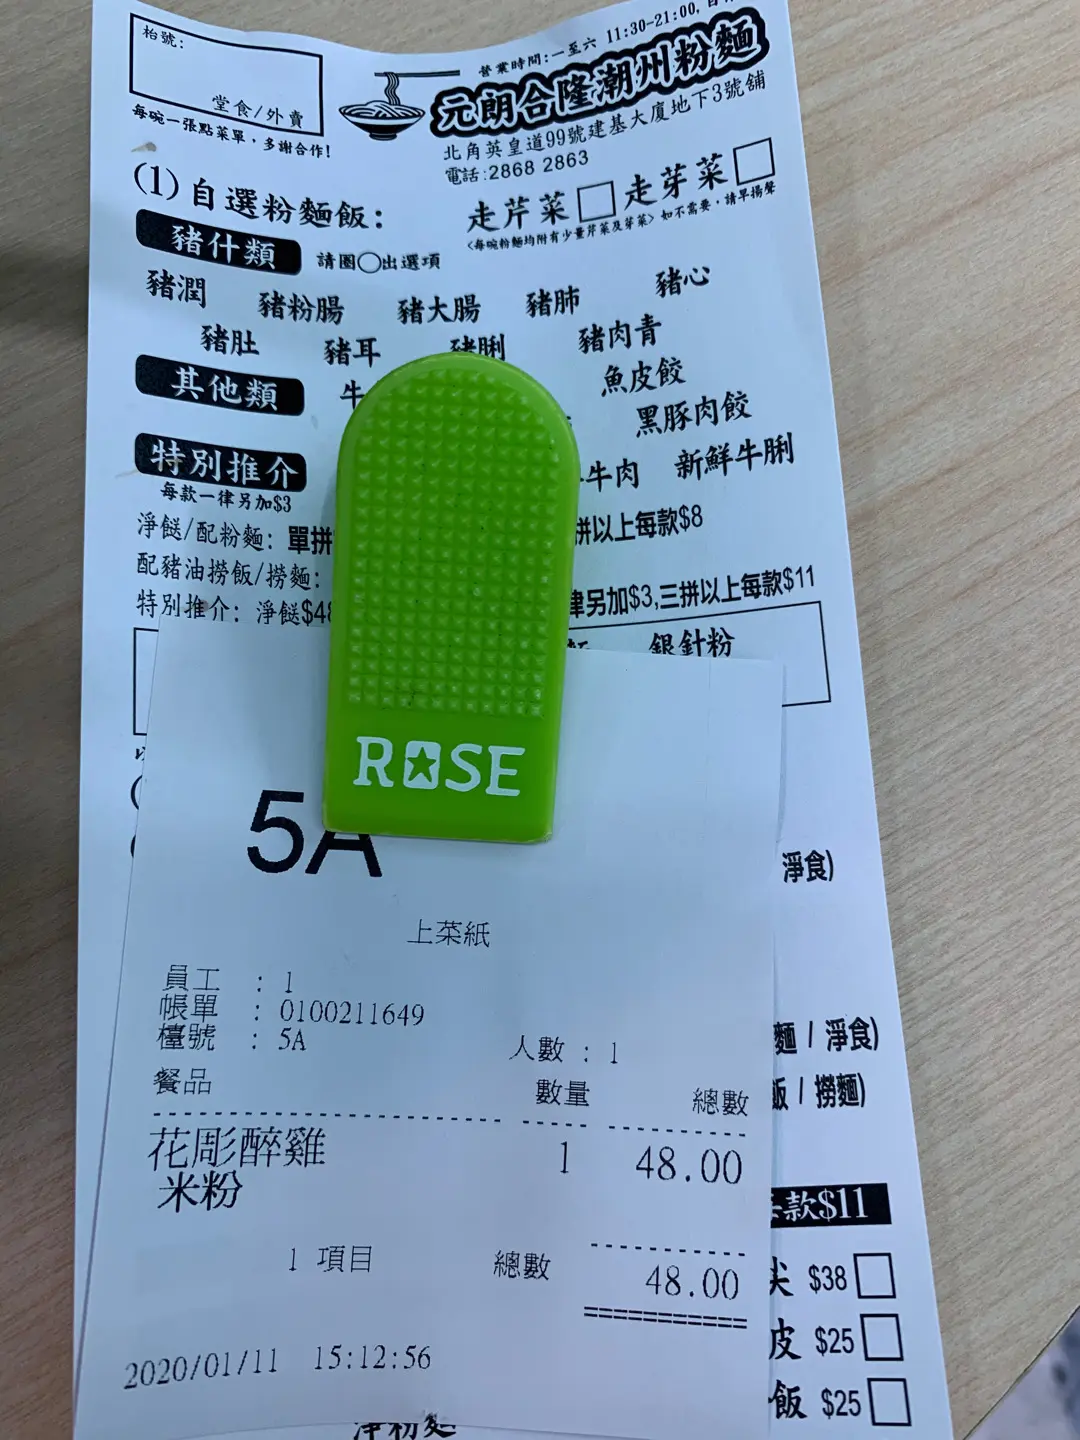 枱號:
堂食/外賣
每碗一張點菜單，多謝合作!
營業時間:一至六 11:30-21:00,
元朗合隆潮州粉麵
北角英皇道99號建基大廈地下3號舖
電話:2868 2863
(1)自選粉麵飯:
走芹菜 走芽菜
<每碗粉麵均附有少量芹菜及芽菜> 如不需要，請早揚聲
豬什類 請圈○出選項
豬潤 豬粉腸 豬大腸 豬肺 豬心
豬肚 豬耳 豬脷 豬肉青
其他類 牛 魚皮餃
黑豚肉餃
特別推介 牛肉 新鮮牛脷
每款一律另加$3
淨餸/配粉麵: 單拼 拼以上每款$8
配豬油撈飯/撈麵: 律另加$3,三拼以上每款$11
特別推介: 淨餸$48
銀針粉
ROSE
5A
淨食)
上菜紙
員工 : 1
帳單 : 0100211649
檯號 : 5A
人數 : 1
麵 / 淨食)
餐品 數量 總數
飯 / 撈麵)
花彫醉雞 1 48.00
米粉
款$11
1 項目 總數 48.00
尖 $38
皮 $25
飯 $25
2020/01/11 15:12:56
淨粉麵